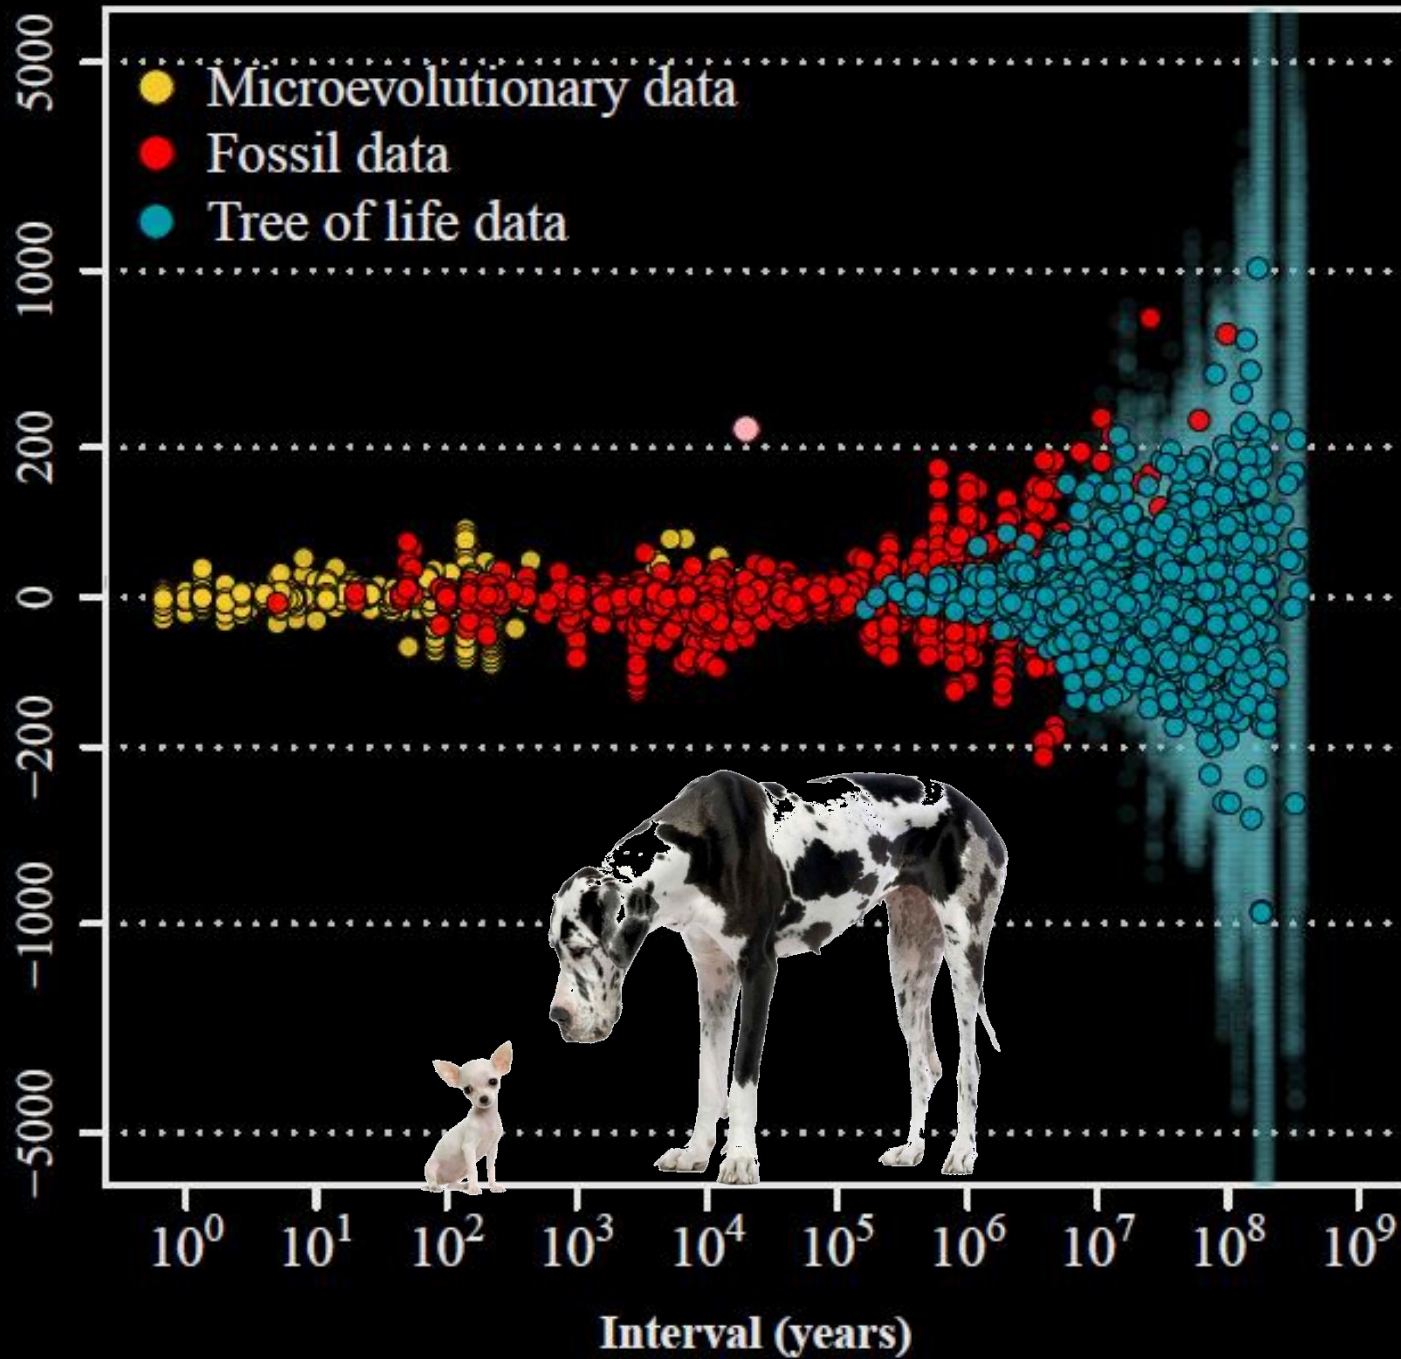 Microevolutionary data
Fossil data
Tree of life data
5000
1000
200
0
−200
−1000
−5000
10⁰ 10¹ 10² 10³ 10⁴ 10⁵ 10⁶ 10⁷ 10⁸ 10⁹
Interval (years)